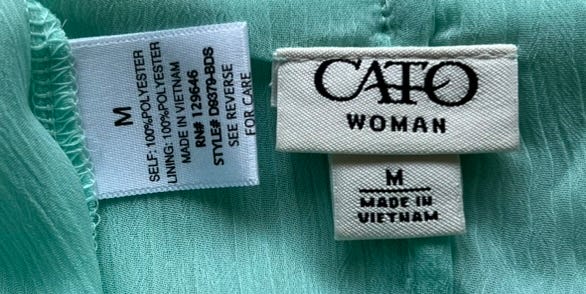 M
SELF: 100%POLYESTER
LINING: 100%POLYESTER
MADE IN VIETNAM
RN# 129646
STYLE# D9379-BDS
SEE REVERSE
FOR CARE
CATO
WOMAN
M
MADE IN
VIETNAM